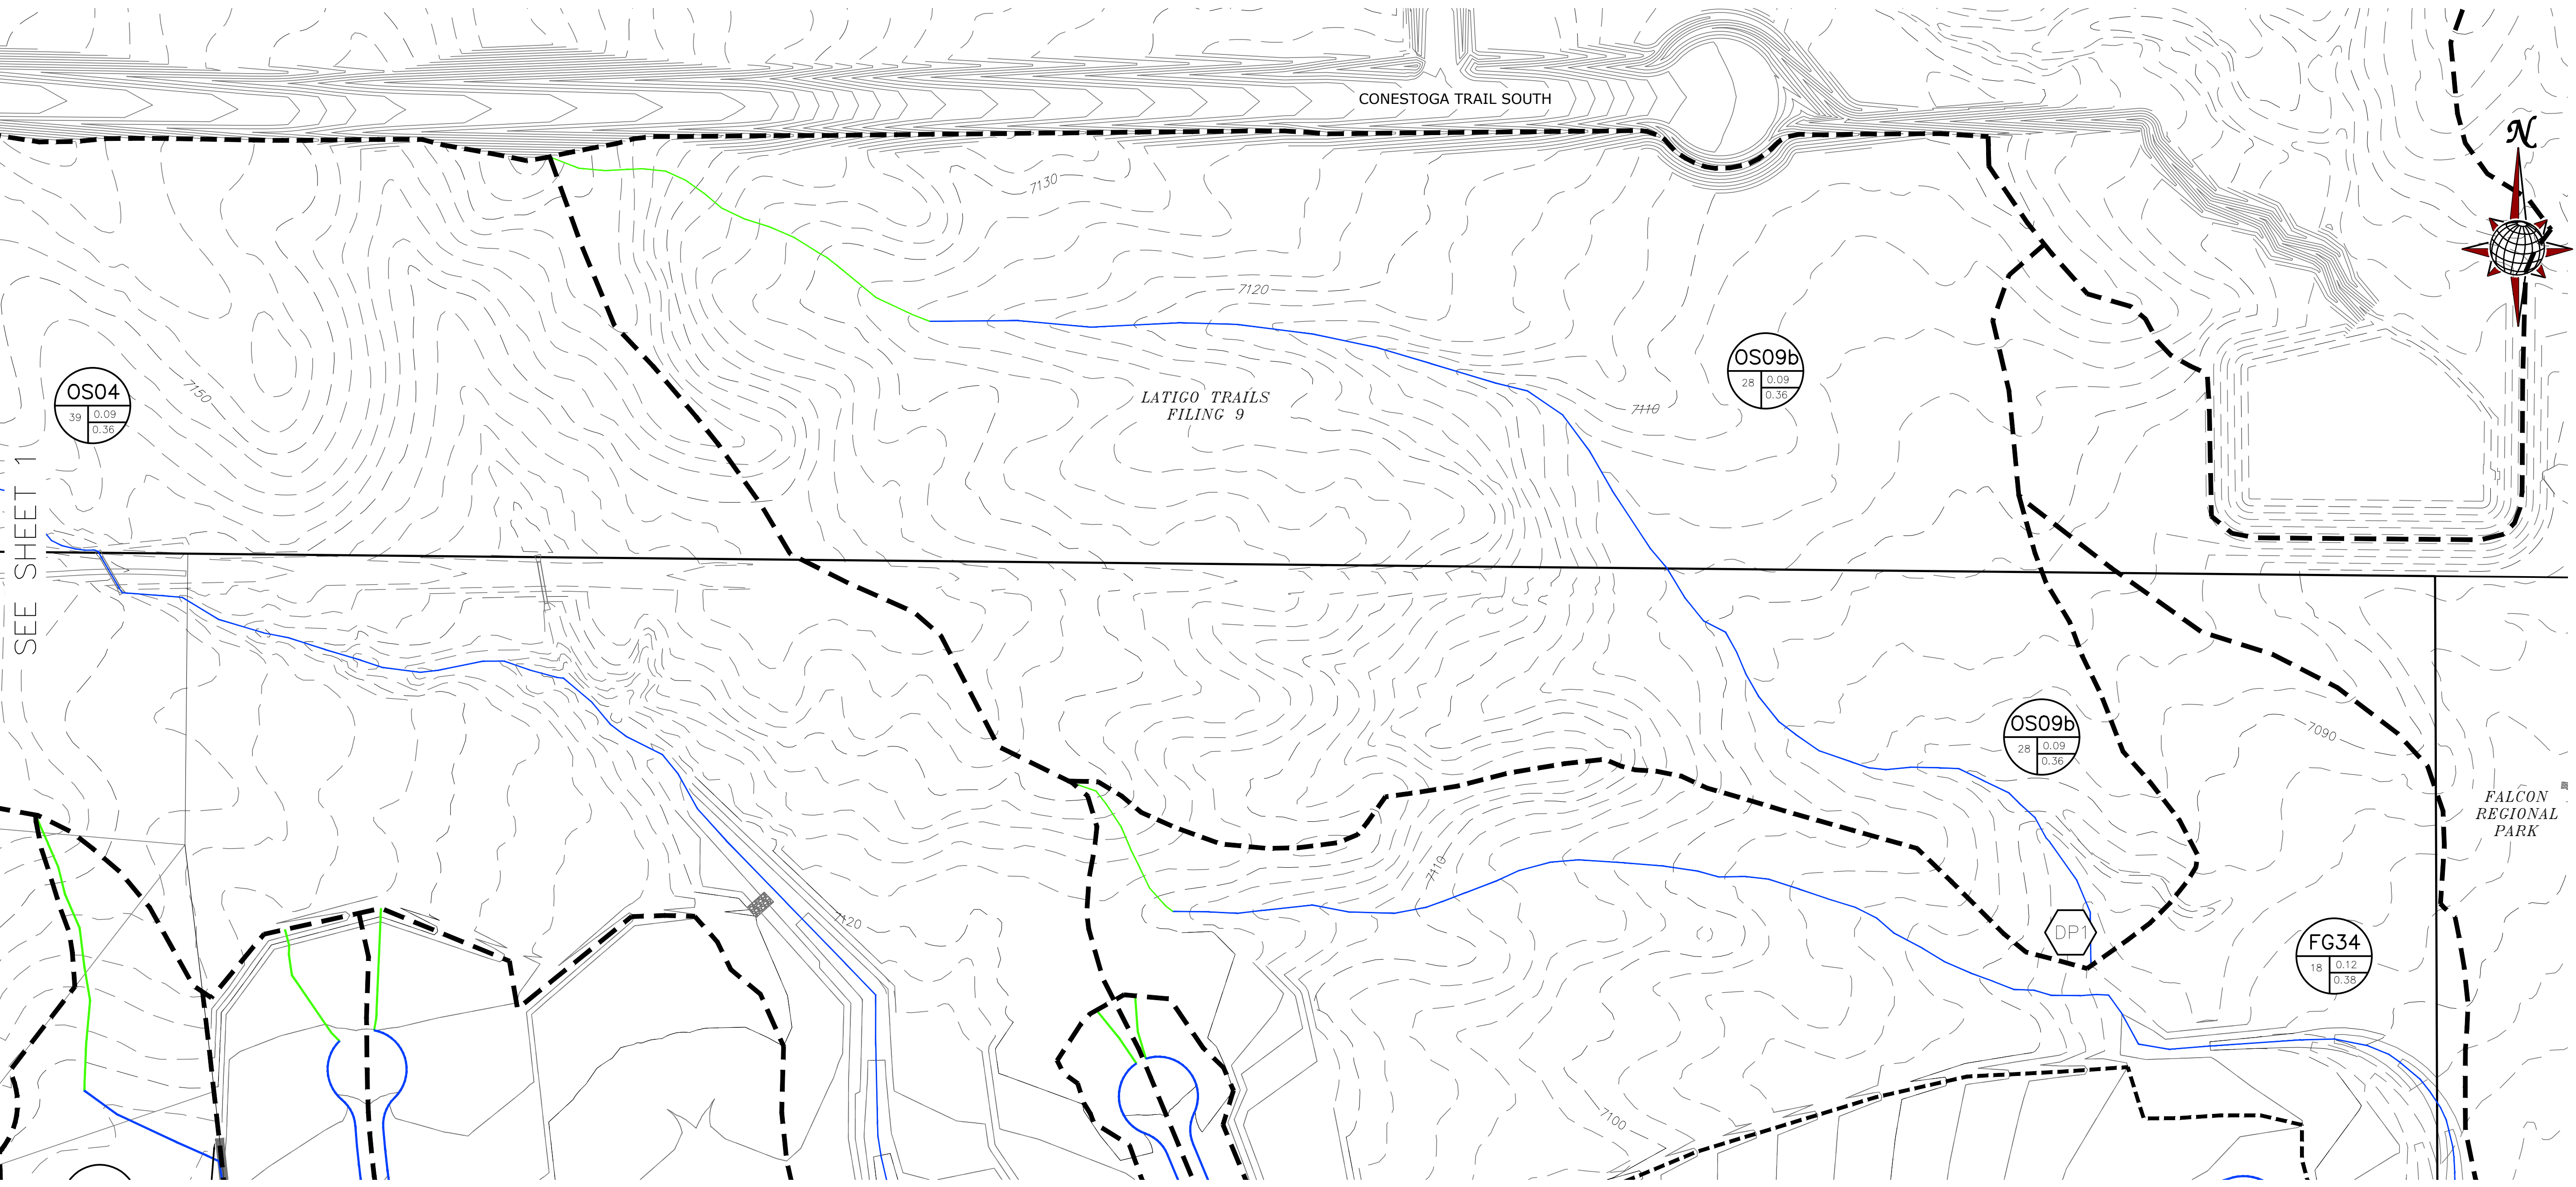 CONESTOGA TRAIL SOUTH
N
7130
7120
OS09b
28
0.09
0.36
OS04
39
0.09
0.36
7150
LATIGO TRAILS
FILING 9
7110
SEE SHEET 1
OS09b
28
0.09
0.36
7090
FALCON
REGIONAL
PARK
7110
7120
DP1
FG34
18
0.12
0.38
7100